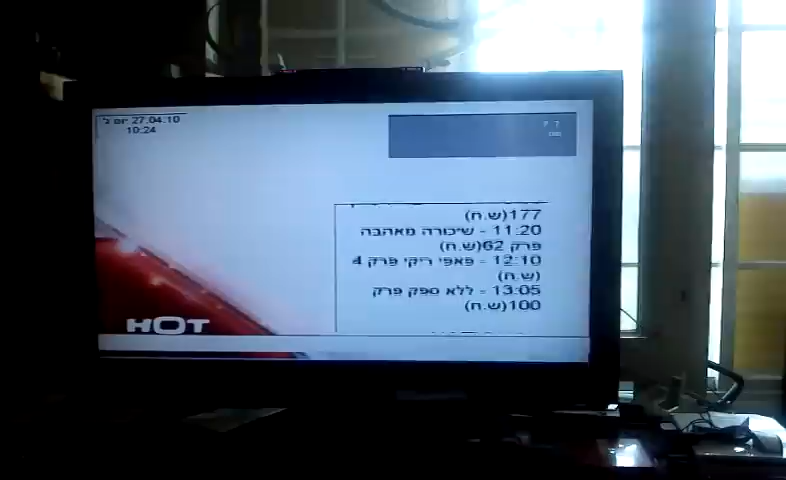 יום ג' 27.04.10
10:24
177(ש.ח)
11:20 - שיכורה מאהבה
פרק 62(ש.ח)
12:10 - פאפי ריקי פרק 4
(ש.ח)
13:05 - ללא ספק פרק
100(ש.ח)
HOT